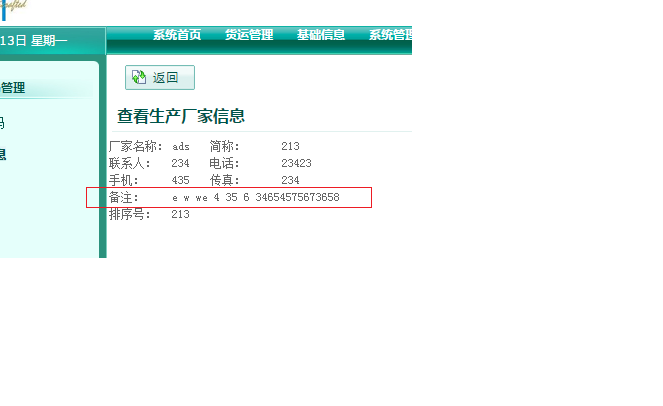 13日 星期一
系统首页 货运管理 基础信息 系统管理
管理
返回
查看生产厂家信息
厂家名称: ads 简称: 213
联系人: 234 电话: 23423
手机: 435 传真: 234
备注: e w we 4 35 6 34654575673658
排序号: 213